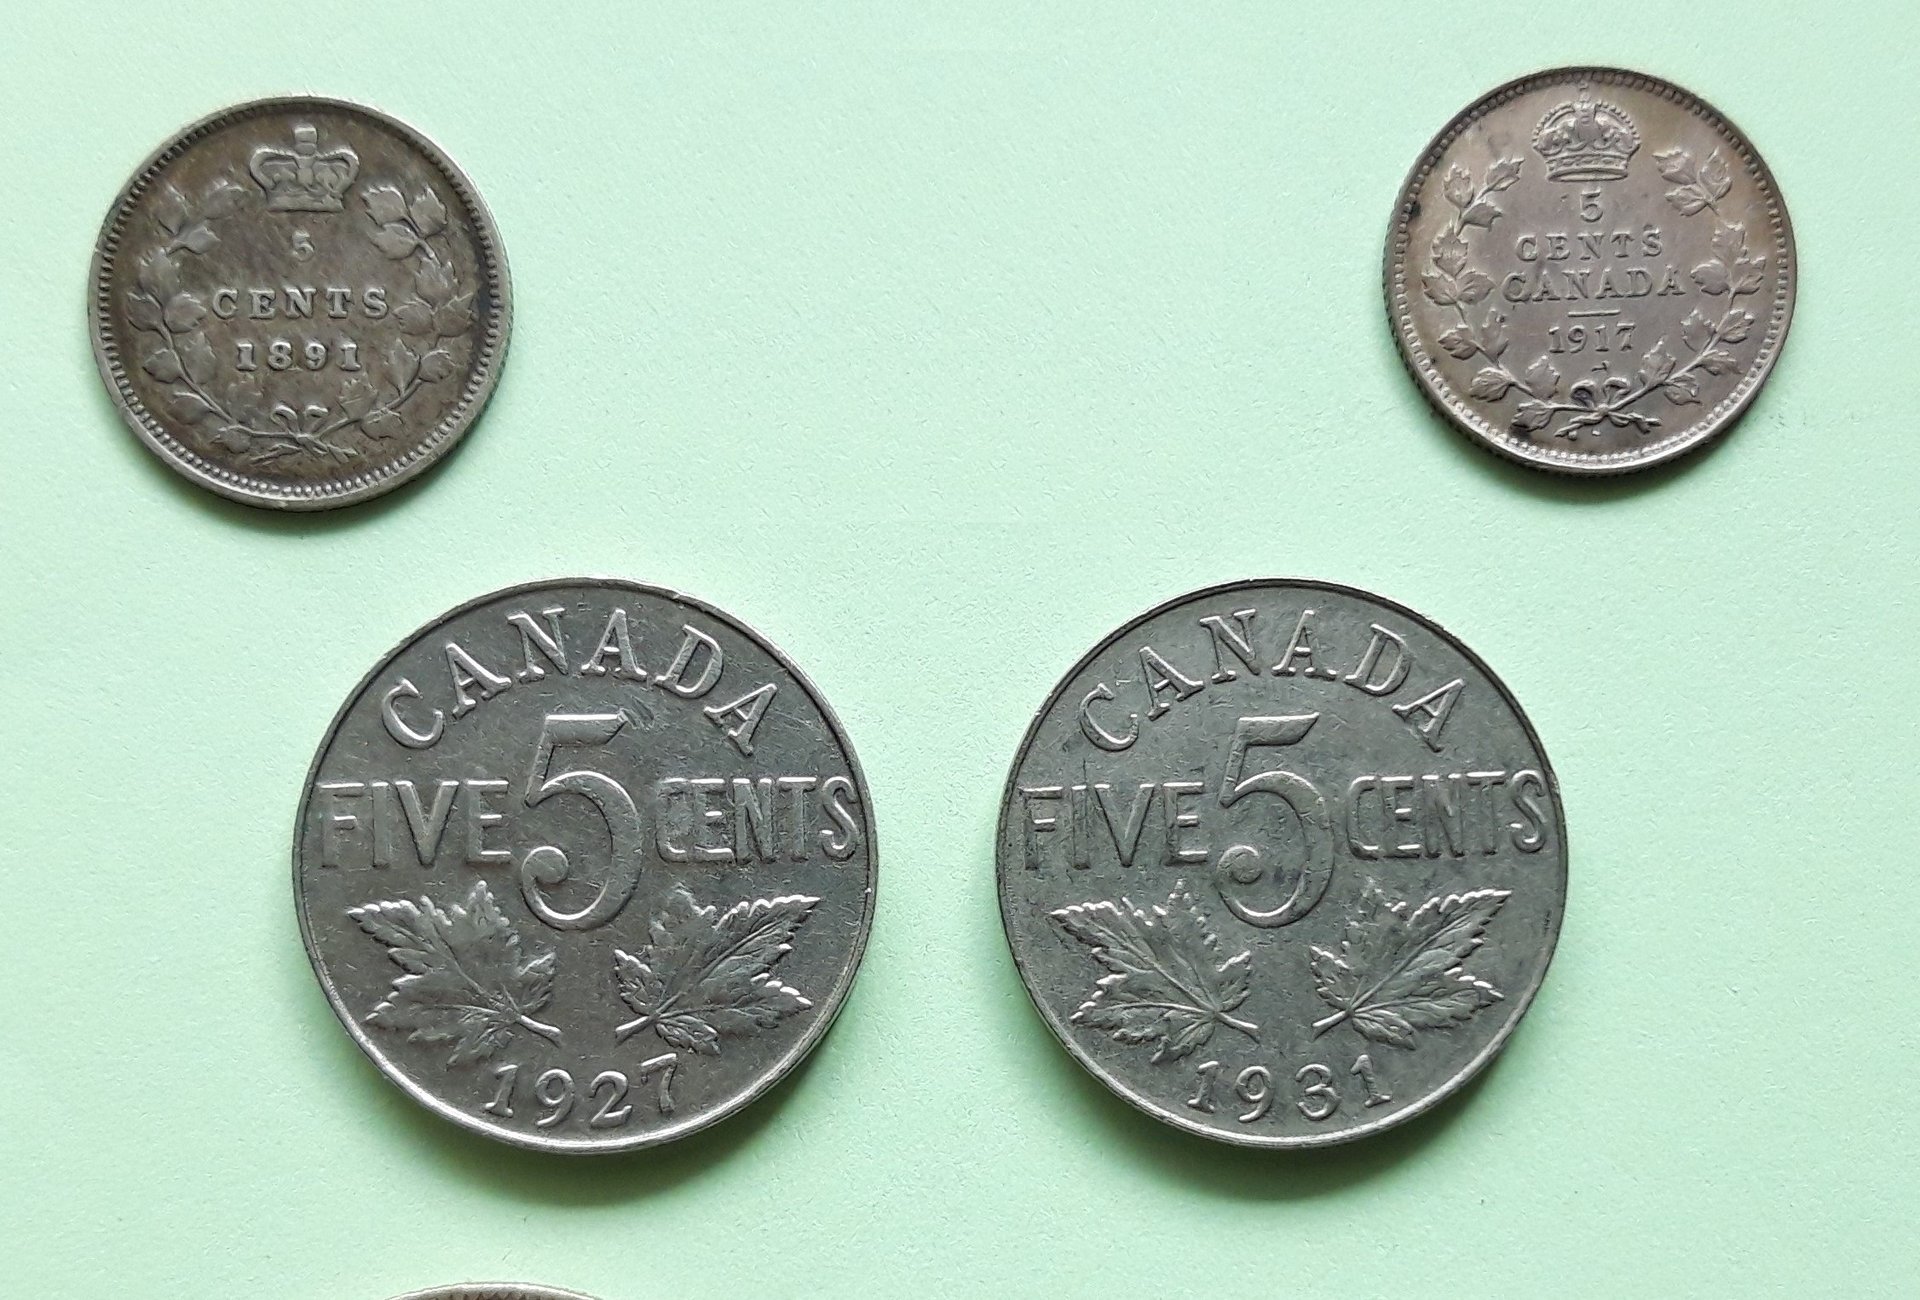 5
CENTS
1891
5
CENTS
CANADA
1917
CANADA
FIVE 5 CENTS
1927
CANADA
FIVE 5 CENTS
1931